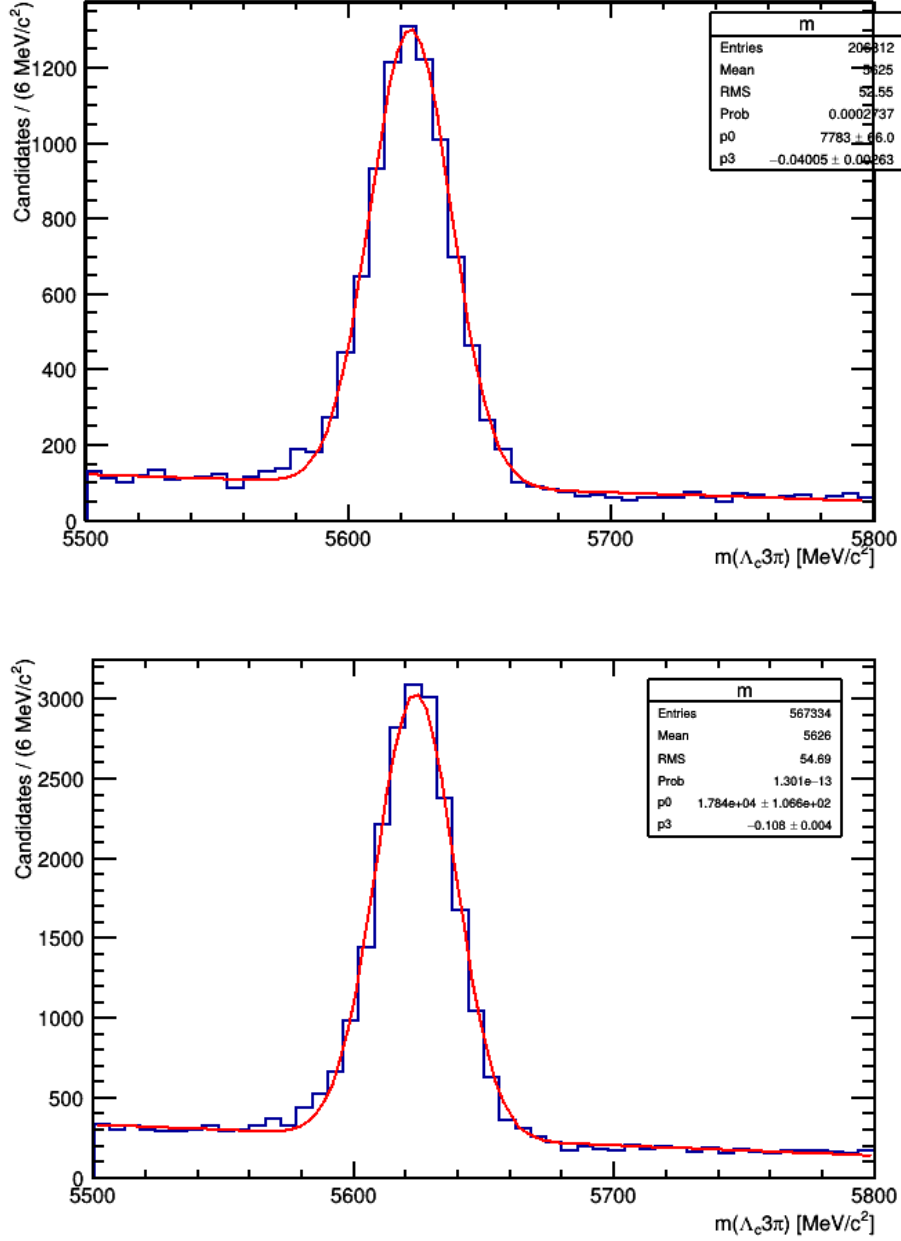 m
Entries 206312
Mean 5625
RMS 52.55
Prob 0.0002737
p0 7783 ± 66.0
p3 −0.04005 ± 0.00263
Candidates / (6 MeV/c²)
1200
1000
800
600
400
200
0
5500 5600 5700 5800
m(Λc3π) [MeV/c²]
m
Entries 567334
Mean 5626
RMS 54.69
Prob 1.301e−13
p0 1.784e+04 ± 1.066e+02
p3 −0.108 ± 0.004
Candidates / (6 MeV/c²)
3000
2500
2000
1500
1000
500
0
5500 5600 5700 5800
m(Λc3π) [MeV/c²]